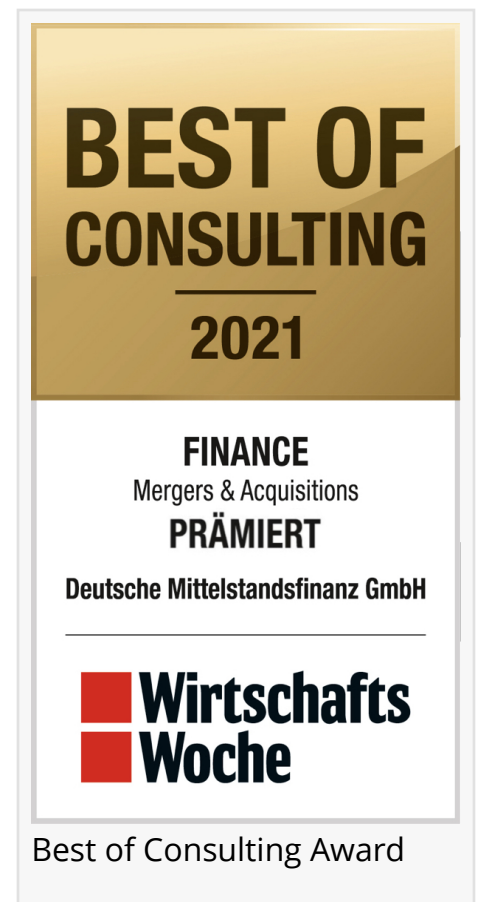 BEST OF
CONSULTING
2021
FINANCE
Mergers & Acquisitions
PRÄMIERT
Deutsche Mittelstandsfinanz GmbH
Wirtschafts
Woche
Best of Consulting Award